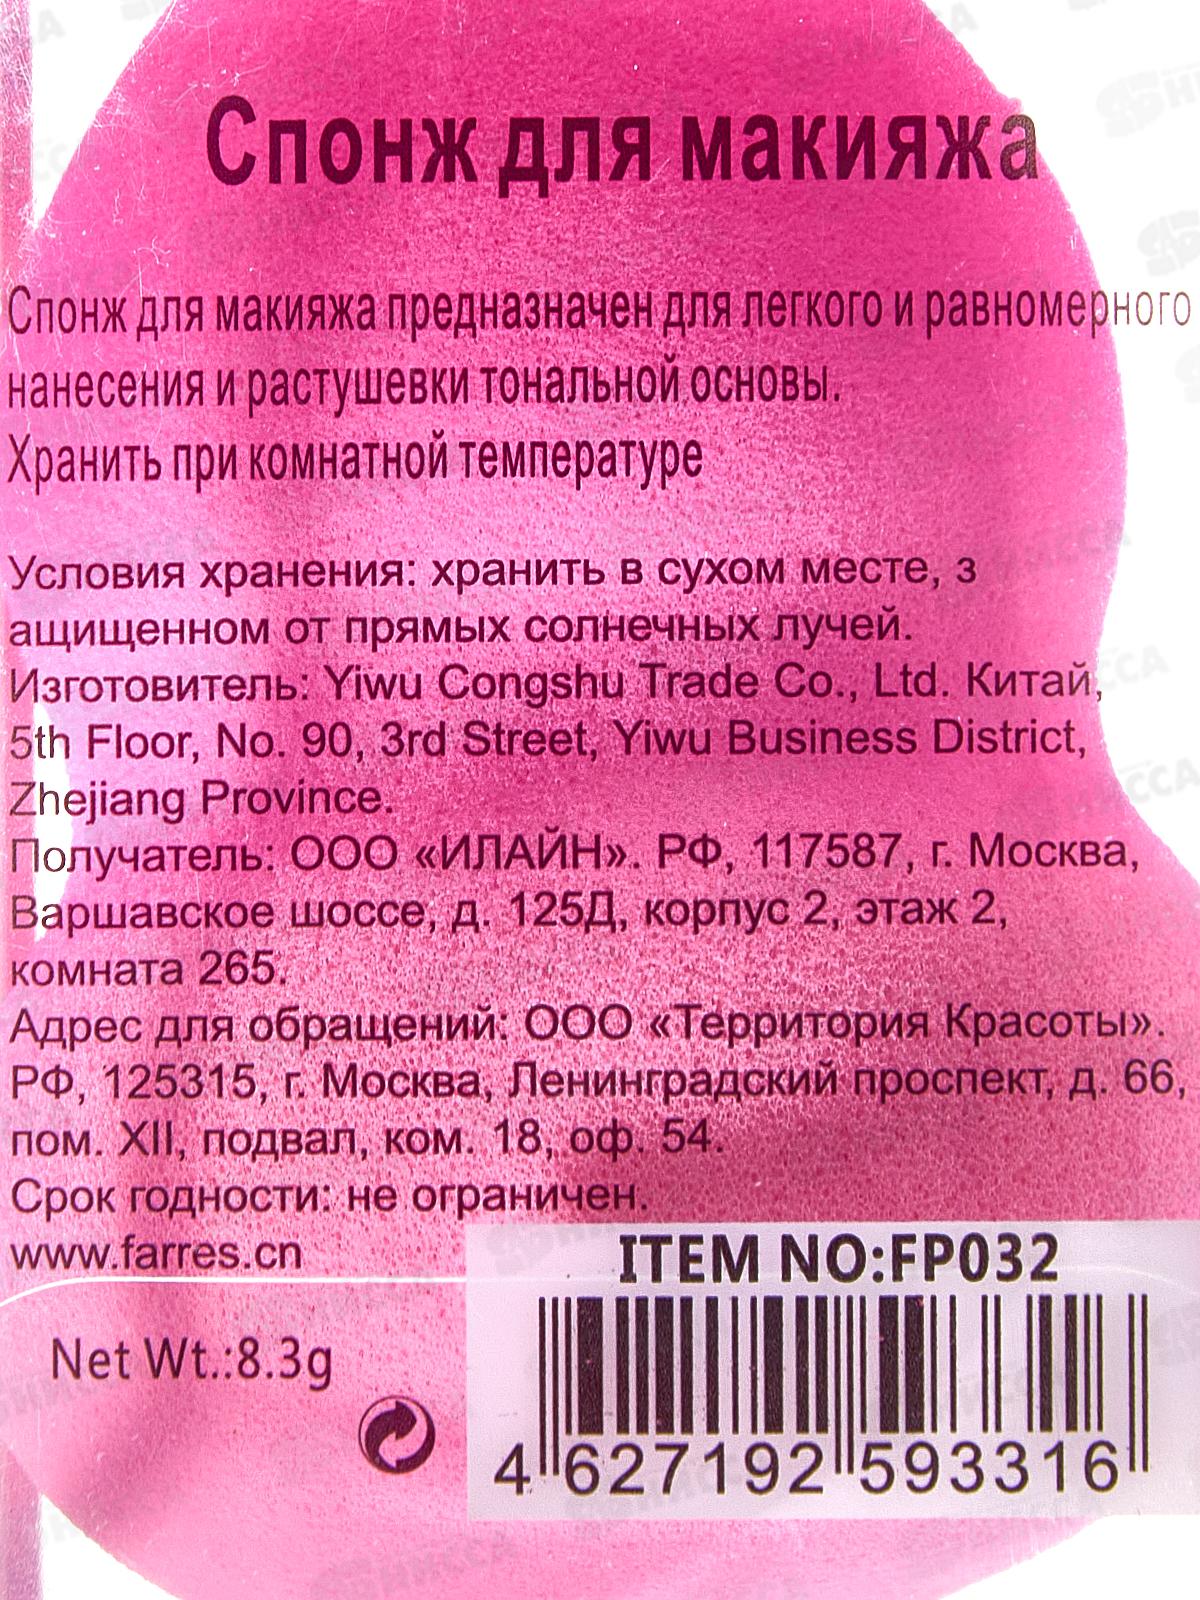 Спонж для макияжа
Спонж для макияжа предназначен для легкого и равномерного
нанесения и растушевки тональной основы.
Хранить при комнатной температуре
Условия хранения: хранить в сухом месте, з
ащищенном от прямых солнечных лучей.
Изготовитель: Yiwu Congshu Trade Co., Ltd. Китай,
5th Floor, No. 90, 3rd Street, Yiwu Business District,
Zhejiang Province.
Получатель: ООО «ИЛАЙН». РФ, 117587, г. Москва,
Варшавское шоссе, д. 125Д, корпус 2, этаж 2,
комната 265.
Адрес для обращений: ООО «Территория Красоты».
РФ, 125315, г. Москва, Ленинградский проспект, д. 66,
пом. XII, подвал, ком. 18, оф. 54.
Срок годности: не ограничен.
www.farres.cn
ITEM NO:FP032
Net Wt.:8.3g
4 627192 593316